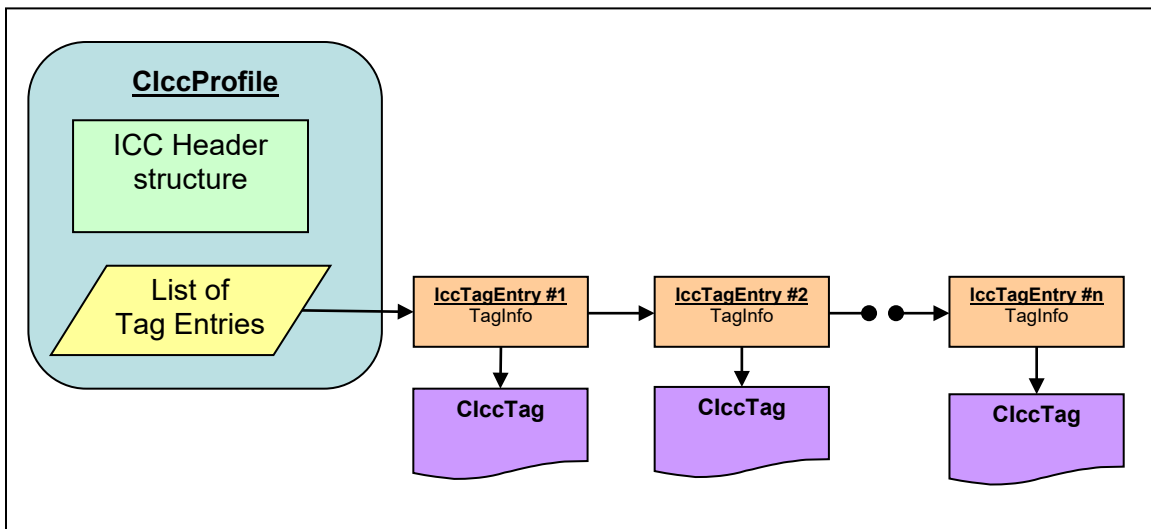 CIccProfile
ICC Header
structure
List of
Tag Entries
IccTagEntry #1
TagInfo
IccTagEntry #2
TagInfo
IccTagEntry #n
TagInfo
CIccTag
CIccTag
CIccTag